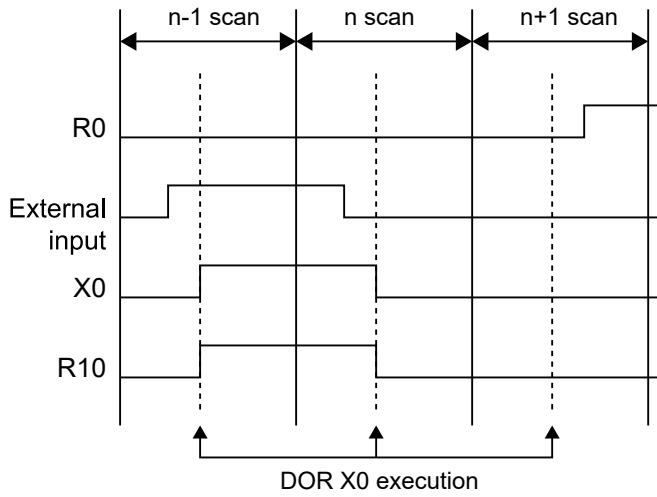 n-1 scan
n scan
n+1 scan
R0
External
input
X0
R10
DOR X0 execution